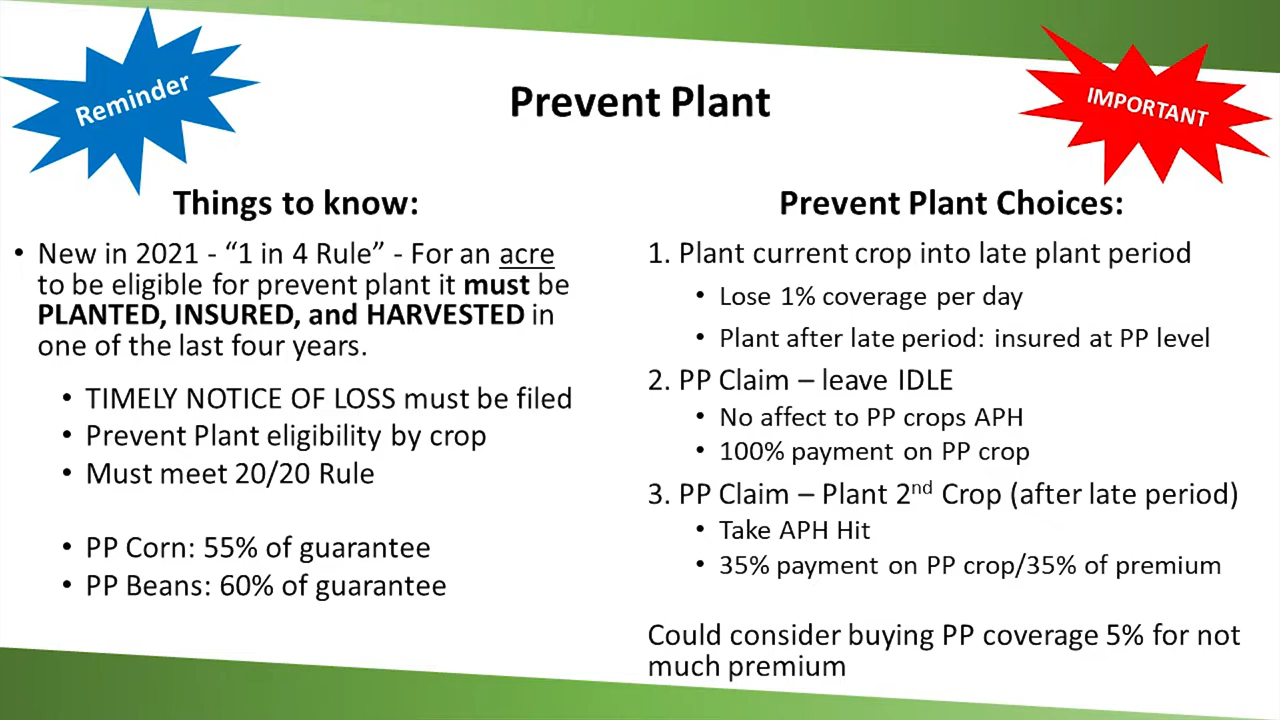 Reminder
IMPORTANT
Prevent Plant
Things to know:
• New in 2021 - “1 in 4 Rule” - For an acre
to be eligible for prevent plant it must be
PLANTED, INSURED, and HARVESTED in
one of the last four years.
• TIMELY NOTICE OF LOSS must be filed
• Prevent Plant eligibility by crop
• Must meet 20/20 Rule
• PP Corn: 55% of guarantee
• PP Beans: 60% of guarantee
Prevent Plant Choices:
1. Plant current crop into late plant period
• Lose 1% coverage per day
• Plant after late period: insured at PP level
2. PP Claim – leave IDLE
• No affect to PP crops APH
• 100% payment on PP crop
3. PP Claim – Plant 2nd Crop (after late period)
• Take APH Hit
• 35% payment on PP crop/35% of premium
Could consider buying PP coverage 5% for not
much premium